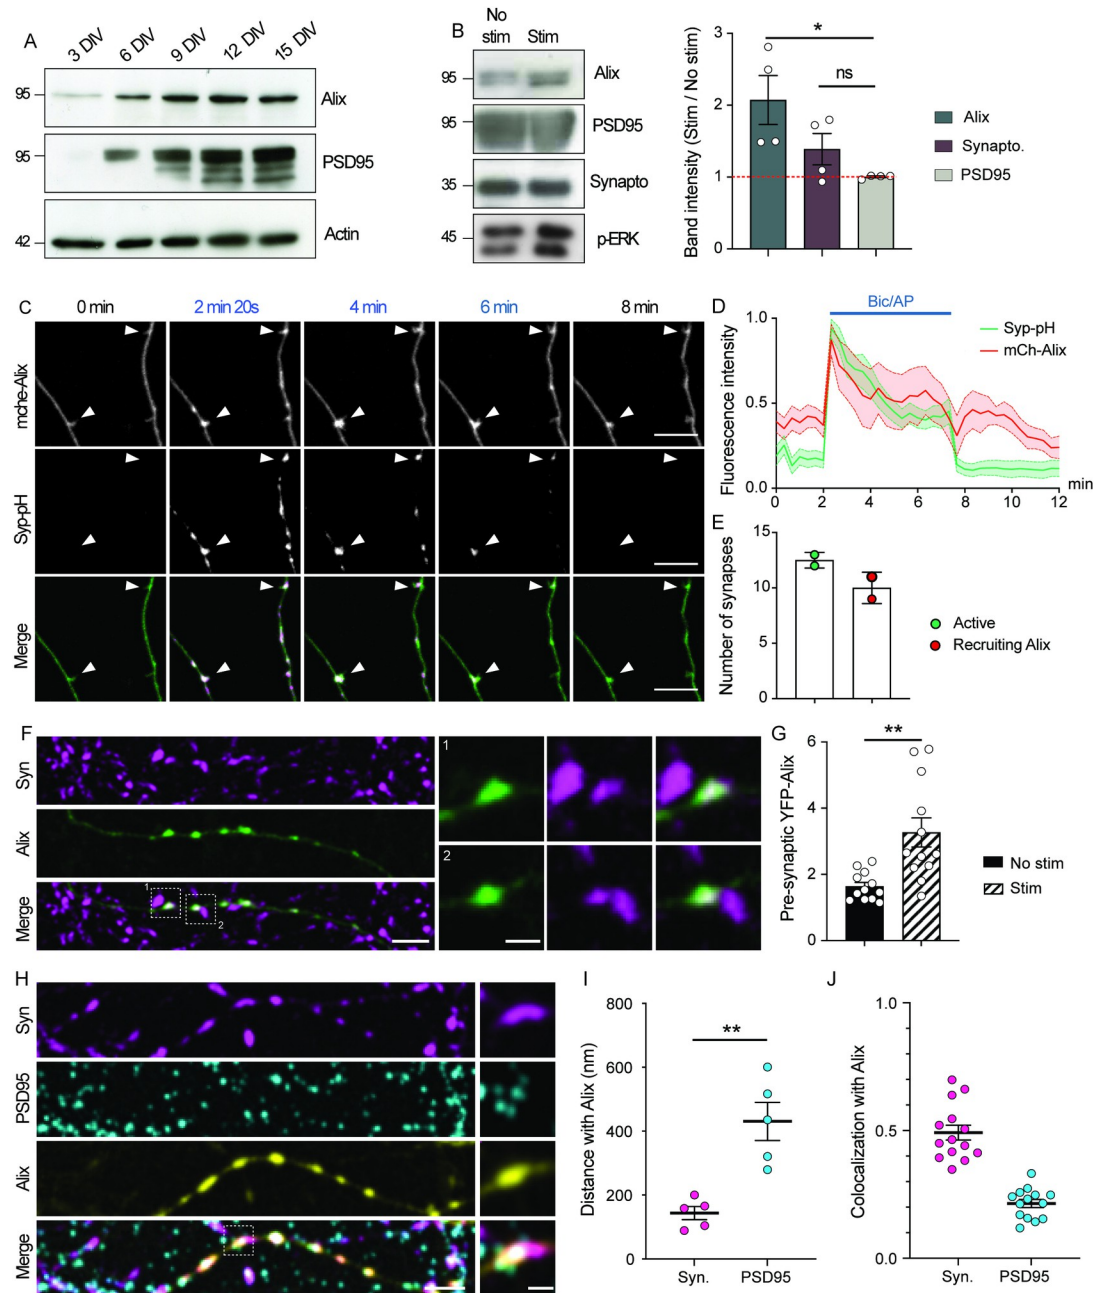 A
3 DIV
6 DIV
9 DIV
12 DIV
15 DIV
95
Alix
95
PSD95
42
Actin
B
No
stim
Stim
95
Alix
95
PSD95
35
Synapto
45
p-ERK
Band intensity (Stim / No stim)
3
2
1
0
*
ns
Alix
Synapto.
PSD95
C
0 min
2 min 20s
4 min
6 min
8 min
mche-Alix
Syp-pH
Merge
D
Bic/AP
Fluorescence intensity
1.0
0.5
0.0
0
2
4
6
8
10
12
min
Syp-pH
mCh-Alix
E
Number of synapses
15
10
5
0
Active
Recruiting Alix
F
Syn
Alix
Merge
1
2
1
2
G
Pre-synaptic YFP-Alix
6
4
2
0
**
No stim
Stim
H
Syn
PSD95
Alix
Merge
I
Distance with Alix (nm)
800
600
400
200
0
**
Syn.
PSD95
J
Colocalization with Alix
1.0
0.5
0.0
Syn.
PSD95